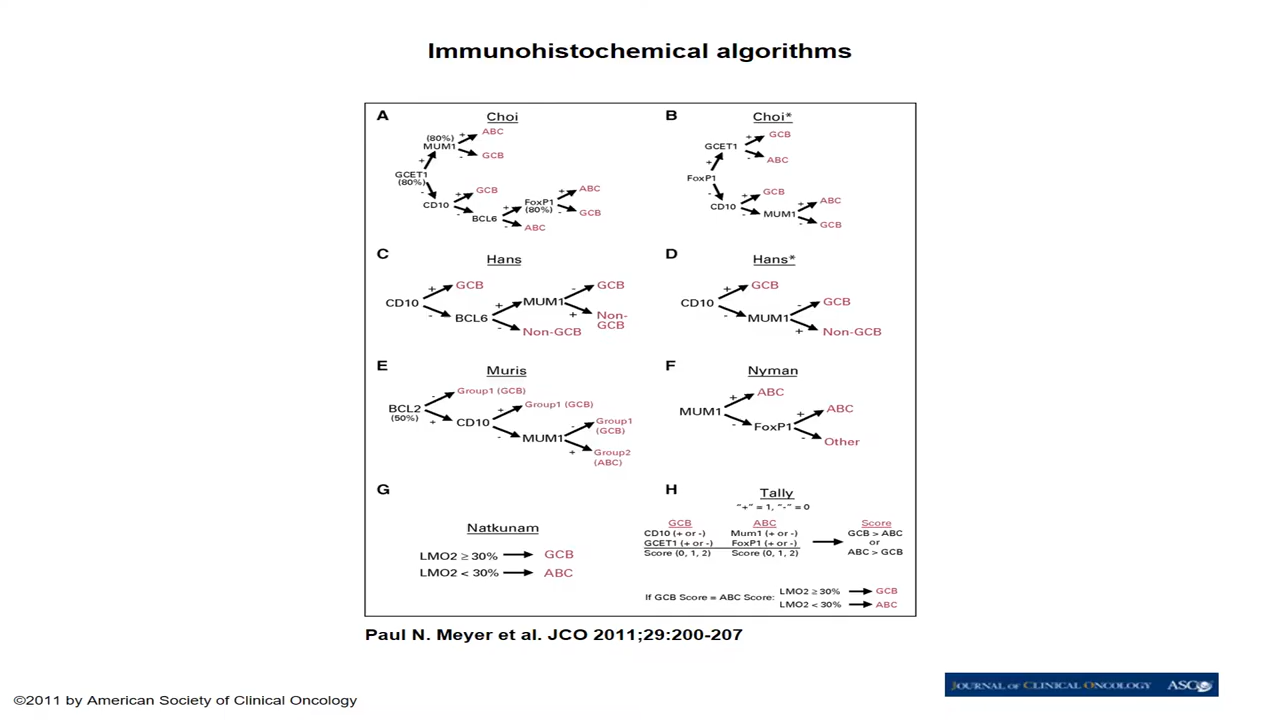 Immunohistochemical algorithms
A
Choi
(80%)
MUM1
+
ABC
-
GCB
+
GCET1
(80%)
-
CD10
+
GCB
-
BCL6
+
FoxP1
(80%)
+
ABC
-
GCB
-
ABC
B
Choi*
GCET1
+
GCB
-
ABC
+
FoxP1
-
CD10
+
GCB
-
MUM1
+
ABC
-
GCB
C
Hans
CD10
+
GCB
-
BCL6
+
MUM1
-
GCB
+
Non-
GCB
-
Non-GCB
D
Hans*
CD10
+
GCB
-
MUM1
-
GCB
+
Non-GCB
E
Muris
BCL2
(50%)
-
Group1 (GCB)
+
CD10
+
Group1 (GCB)
-
MUM1
-
Group1
(GCB)
+
Group2
(ABC)
F
Nyman
MUM1
+
ABC
-
FoxP1
+
ABC
-
Other
G
Natkunam
LMO2 ≥ 30% GCB
LMO2 < 30% ABC
H
Tally
"+" = 1, "-" = 0
GCB ABC Score
CD10 (+ or -) Mum1 (+ or -) GCB > ABC
GCET1 (+ or -) FoxP1 (+ or -) or
Score (0, 1, 2) Score (0, 1, 2) ABC > GCB
If GCB Score = ABC Score:
LMO2 ≥ 30% GCB
LMO2 < 30% ABC
Paul N. Meyer et al. JCO 2011;29:200-207
©2011 by American Society of Clinical Oncology
JOURNAL OF CLINICAL ONCOLOGY ASCO